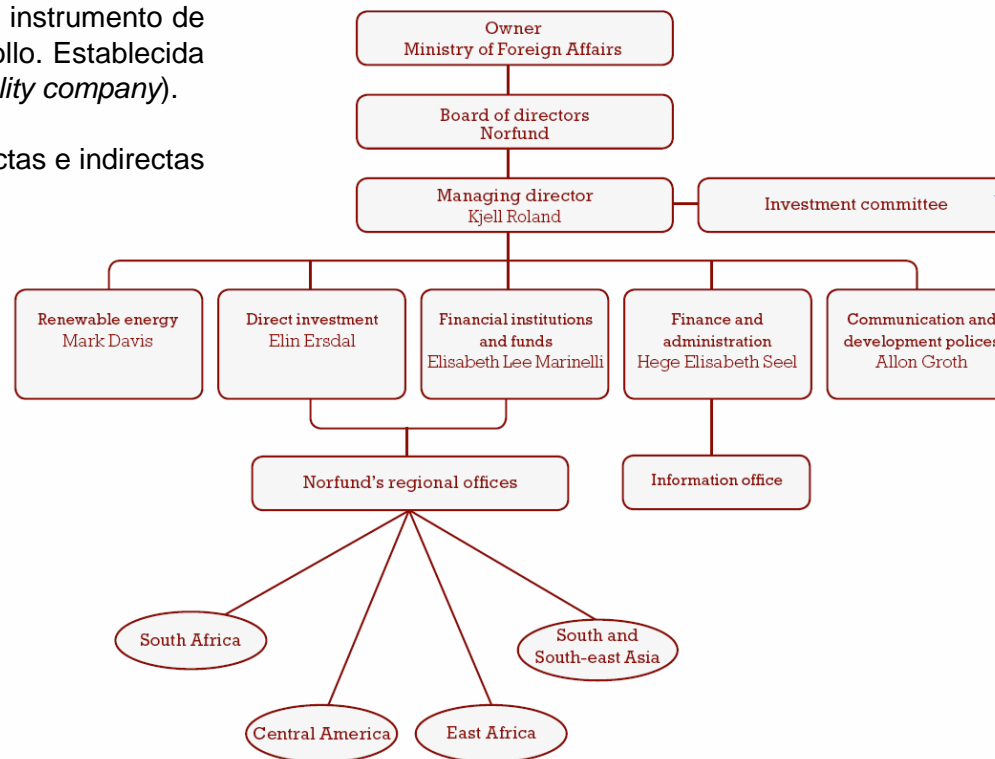 instrumento de
ollo. Establecida
lity company).
ctas e indirectas
Owner
Ministry of Foreign Affairs
Board of directors
Norfund
Managing director
Kjell Roland
Investment committee
Renewable energy
Mark Davis
Direct investment
Elin Ersdal
Financial institutions
and funds
Elisabeth Lee Marinelli
Finance and
administration
Hege Elisabeth Seel
Communication and
development polices
Allon Groth
Norfund's regional offices
Information office
South Africa
South and
South-east Asia
Central America
East Africa